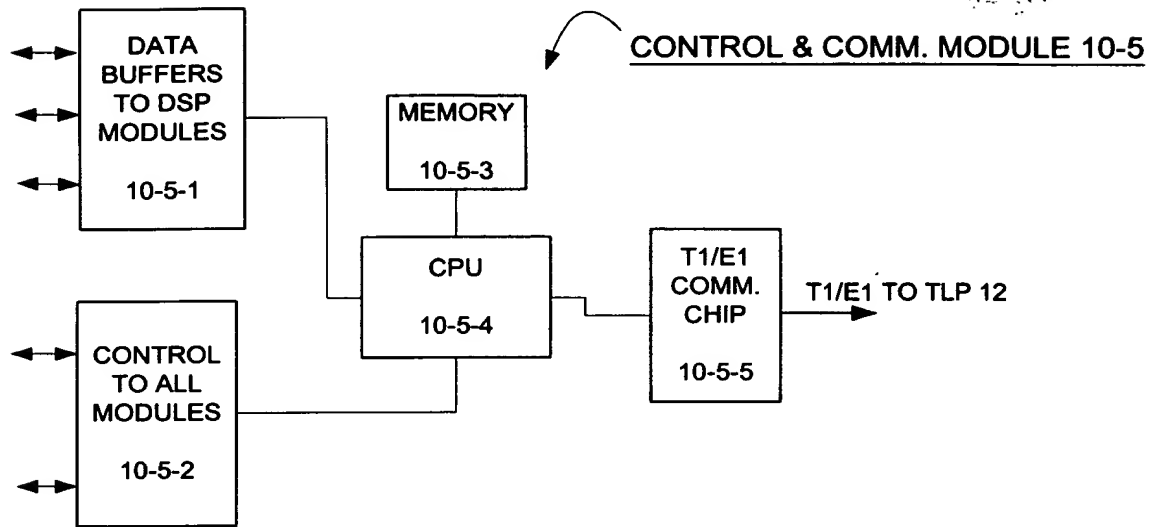 CONTROL & COMM. MODULE 10-5
DATA
BUFFERS
TO DSP
MODULES
10-5-1
MEMORY
10-5-3
CPU
10-5-4
T1/E1
COMM.
CHIP
10-5-5
T1/E1 TO TLP 12
CONTROL
TO ALL
MODULES
10-5-2